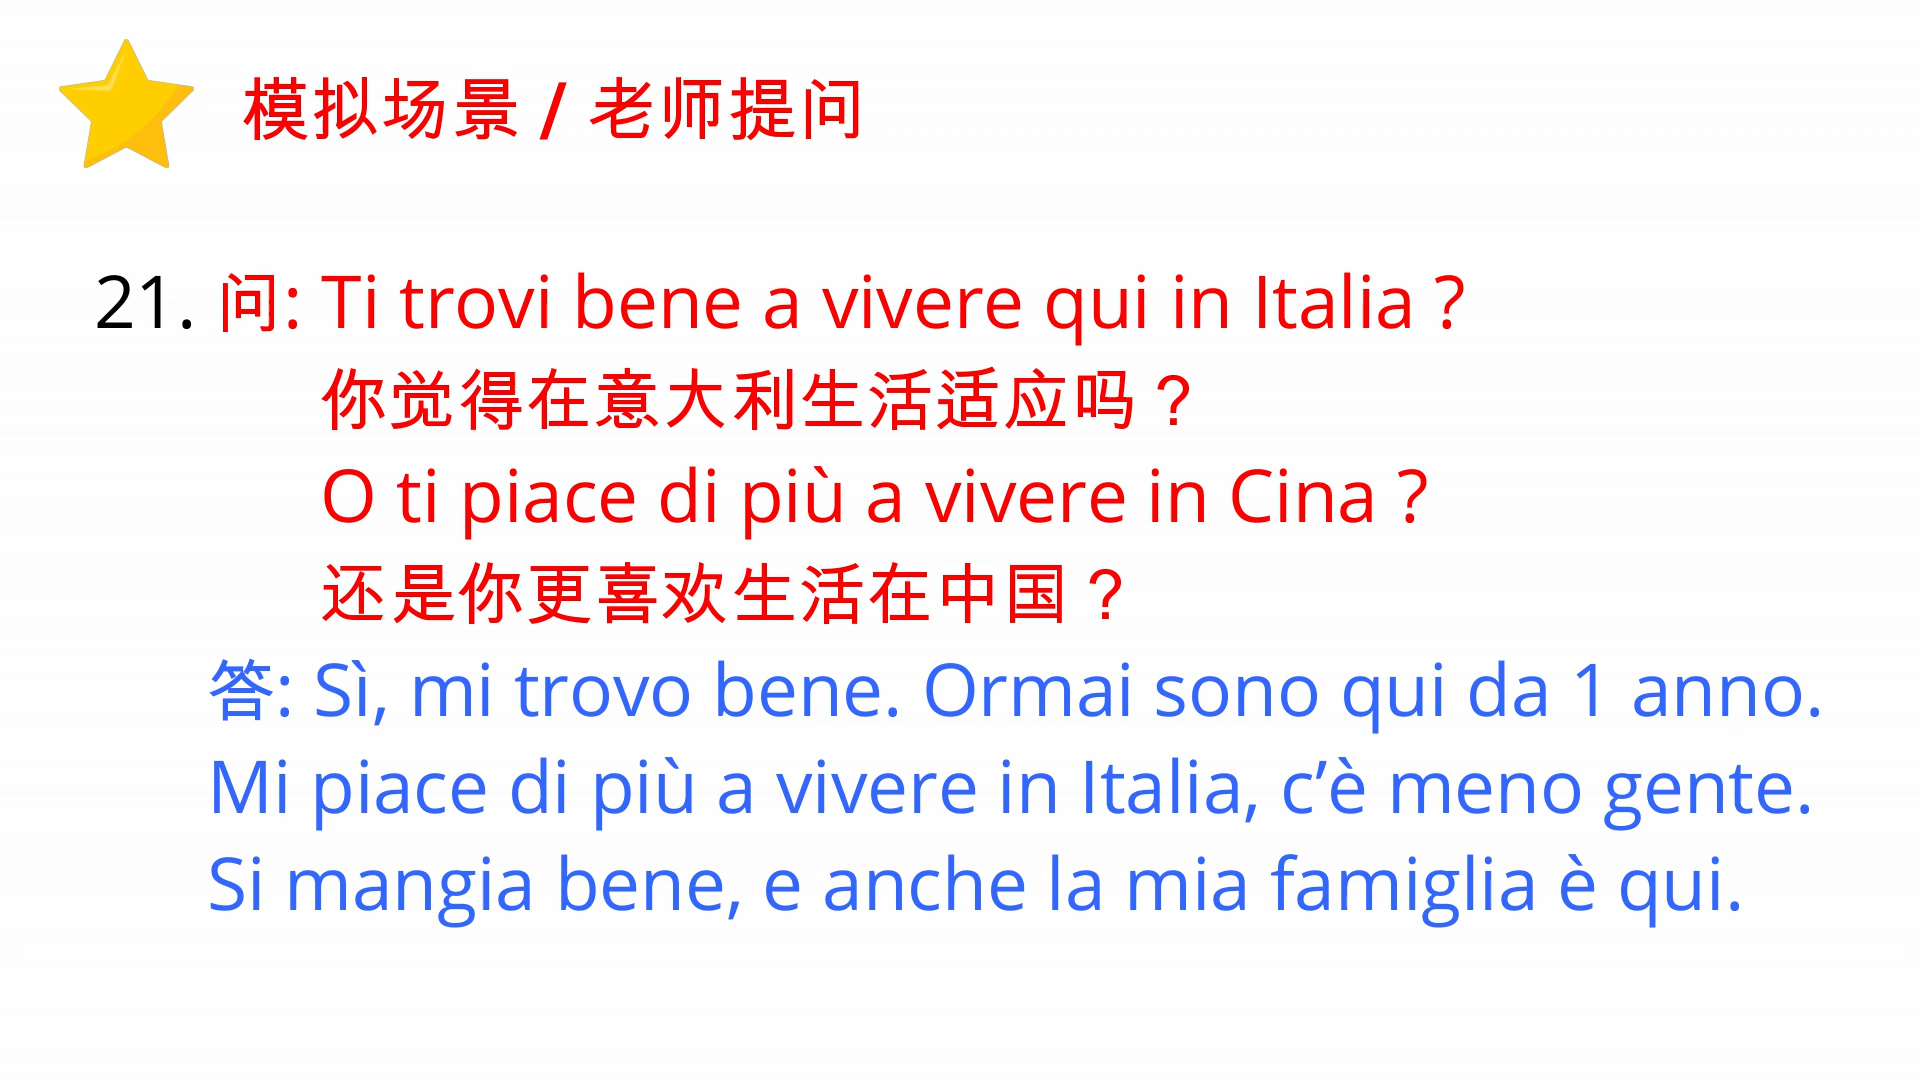 模拟场景 / 老师提问
21. 问: Ti trovi bene a vivere qui in Italia ?
你觉得在意大利生活适应吗？
O ti piace di più a vivere in Cina ?
还是你更喜欢生活在中国？
答: Sì, mi trovo bene. Ormai sono qui da 1 anno.
Mi piace di più a vivere in Italia, c’è meno gente.
Si mangia bene, e anche la mia famiglia è qui.